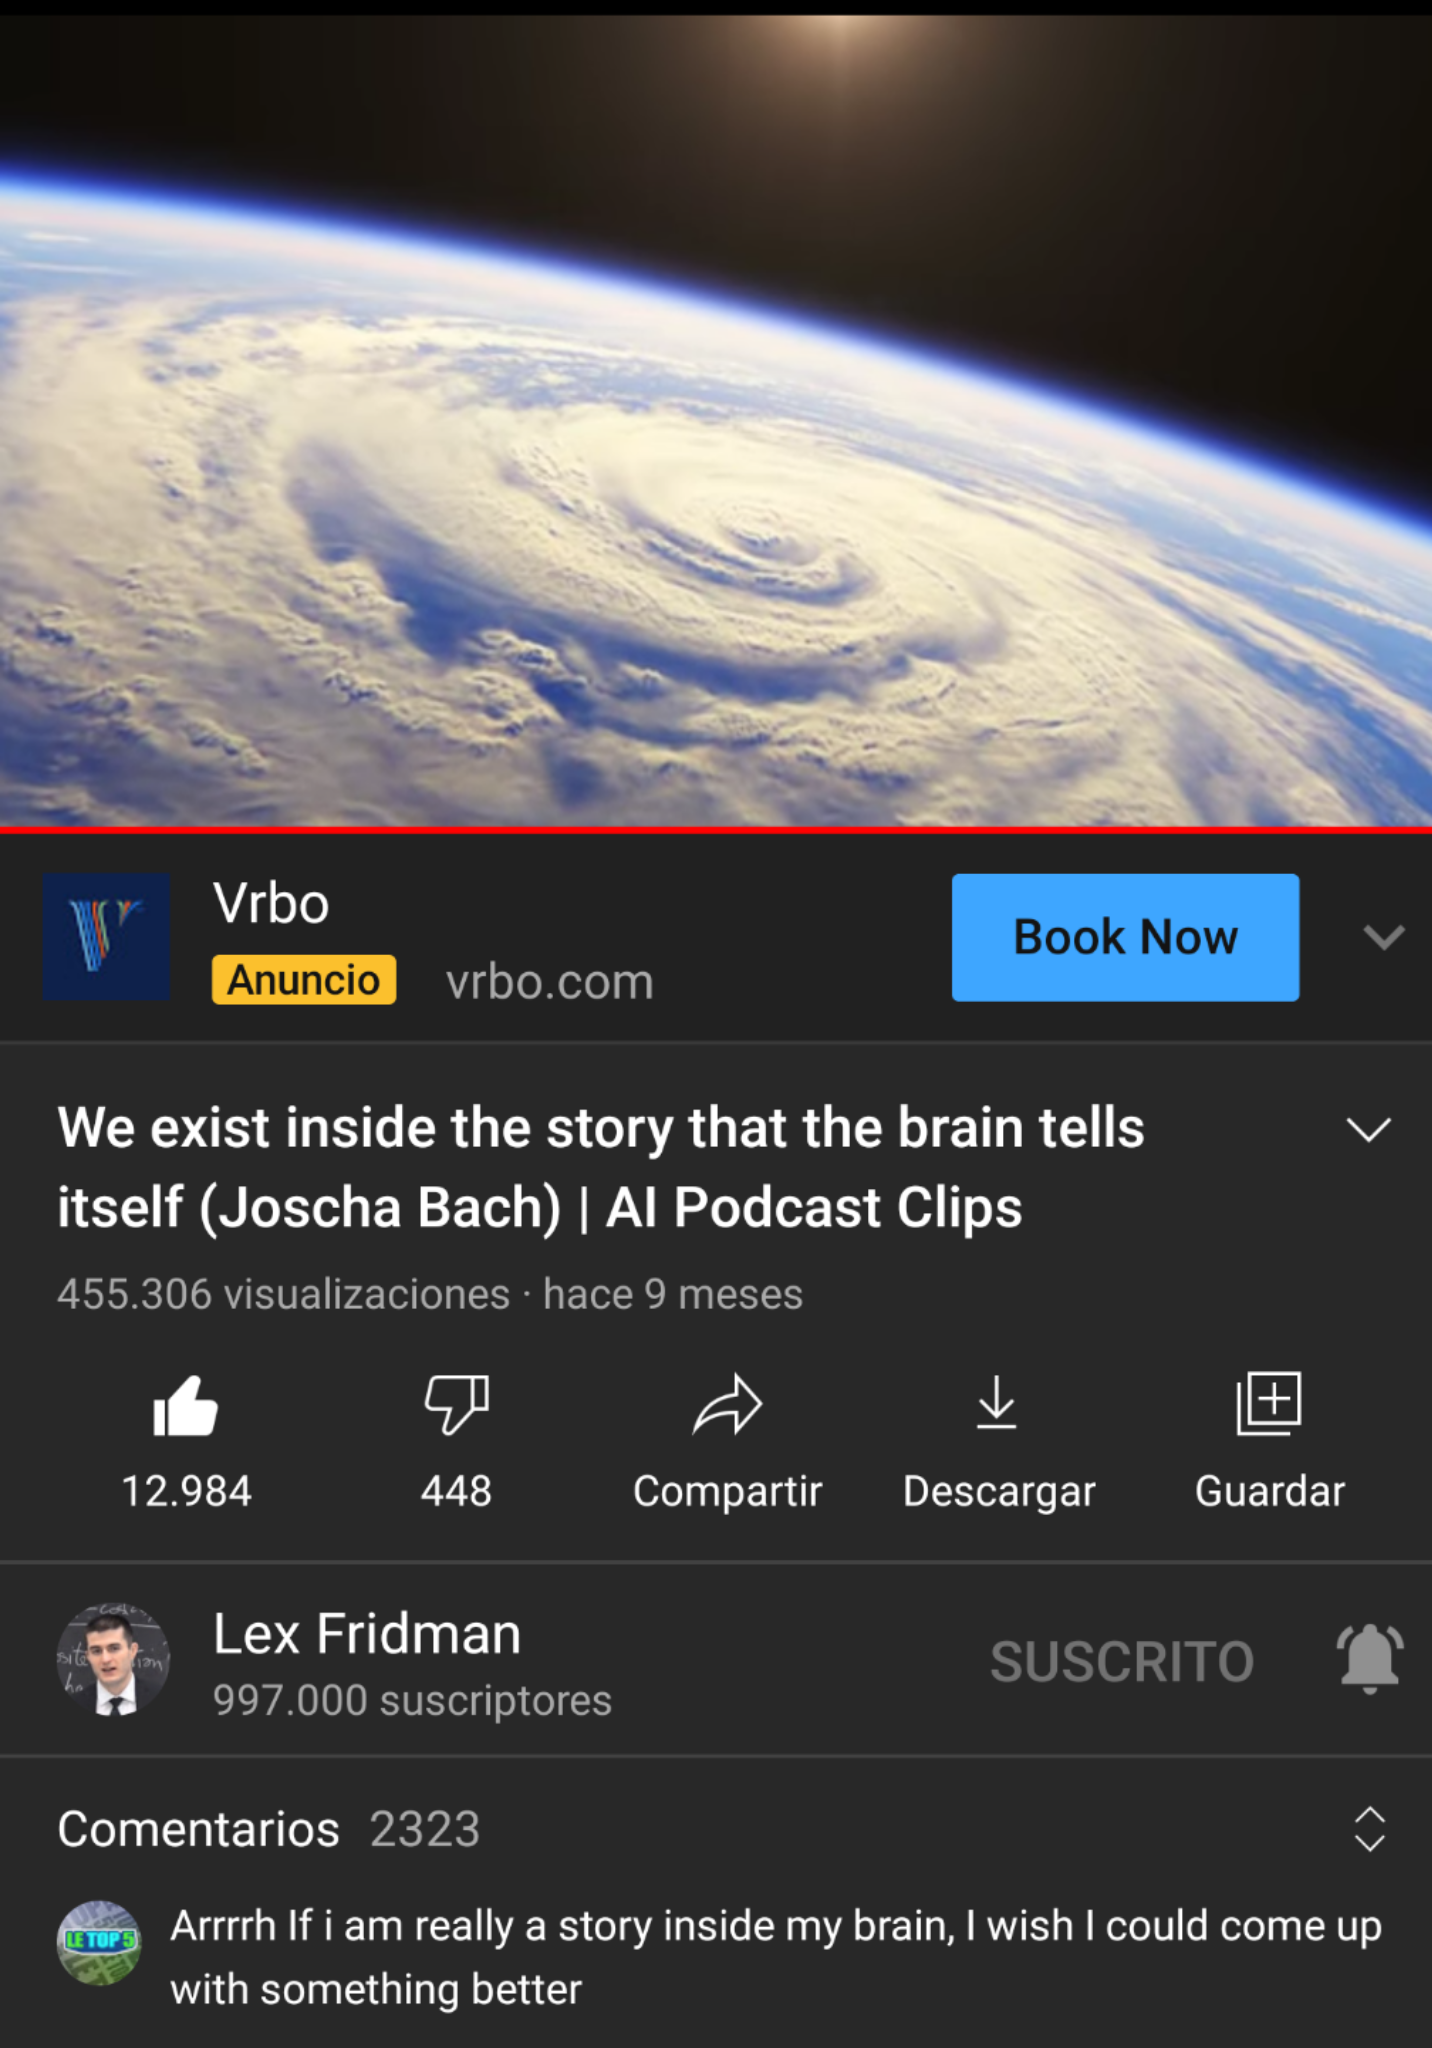 Vrbo
Book Now
Anuncio vrbo.com
We exist inside the story that the brain tells
itself (Joscha Bach) | AI Podcast Clips
455.306 visualizaciones · hace 9 meses
12.984 448 Compartir Descargar Guardar
Lex Fridman
997.000 suscriptores
SUSCRITO
Comentarios 2323
LE TOP 5
Arrrrh If i am really a story inside my brain, I wish I could come up
with something better